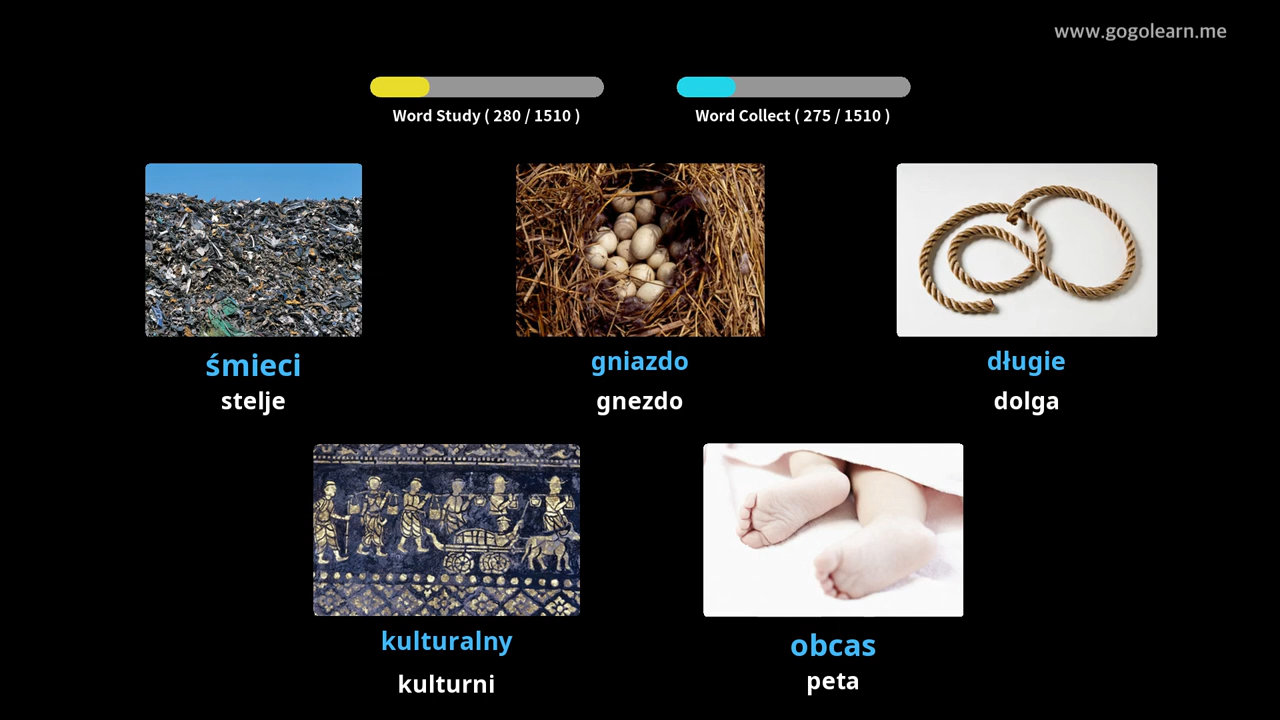 www.gogolearn.me
Word Study ( 280 / 1510 )
Word Collect ( 275 / 1510 )
śmieci
stelje
gniazdo
gnezdo
długie
dolga
kulturalny
kulturni
obcas
peta